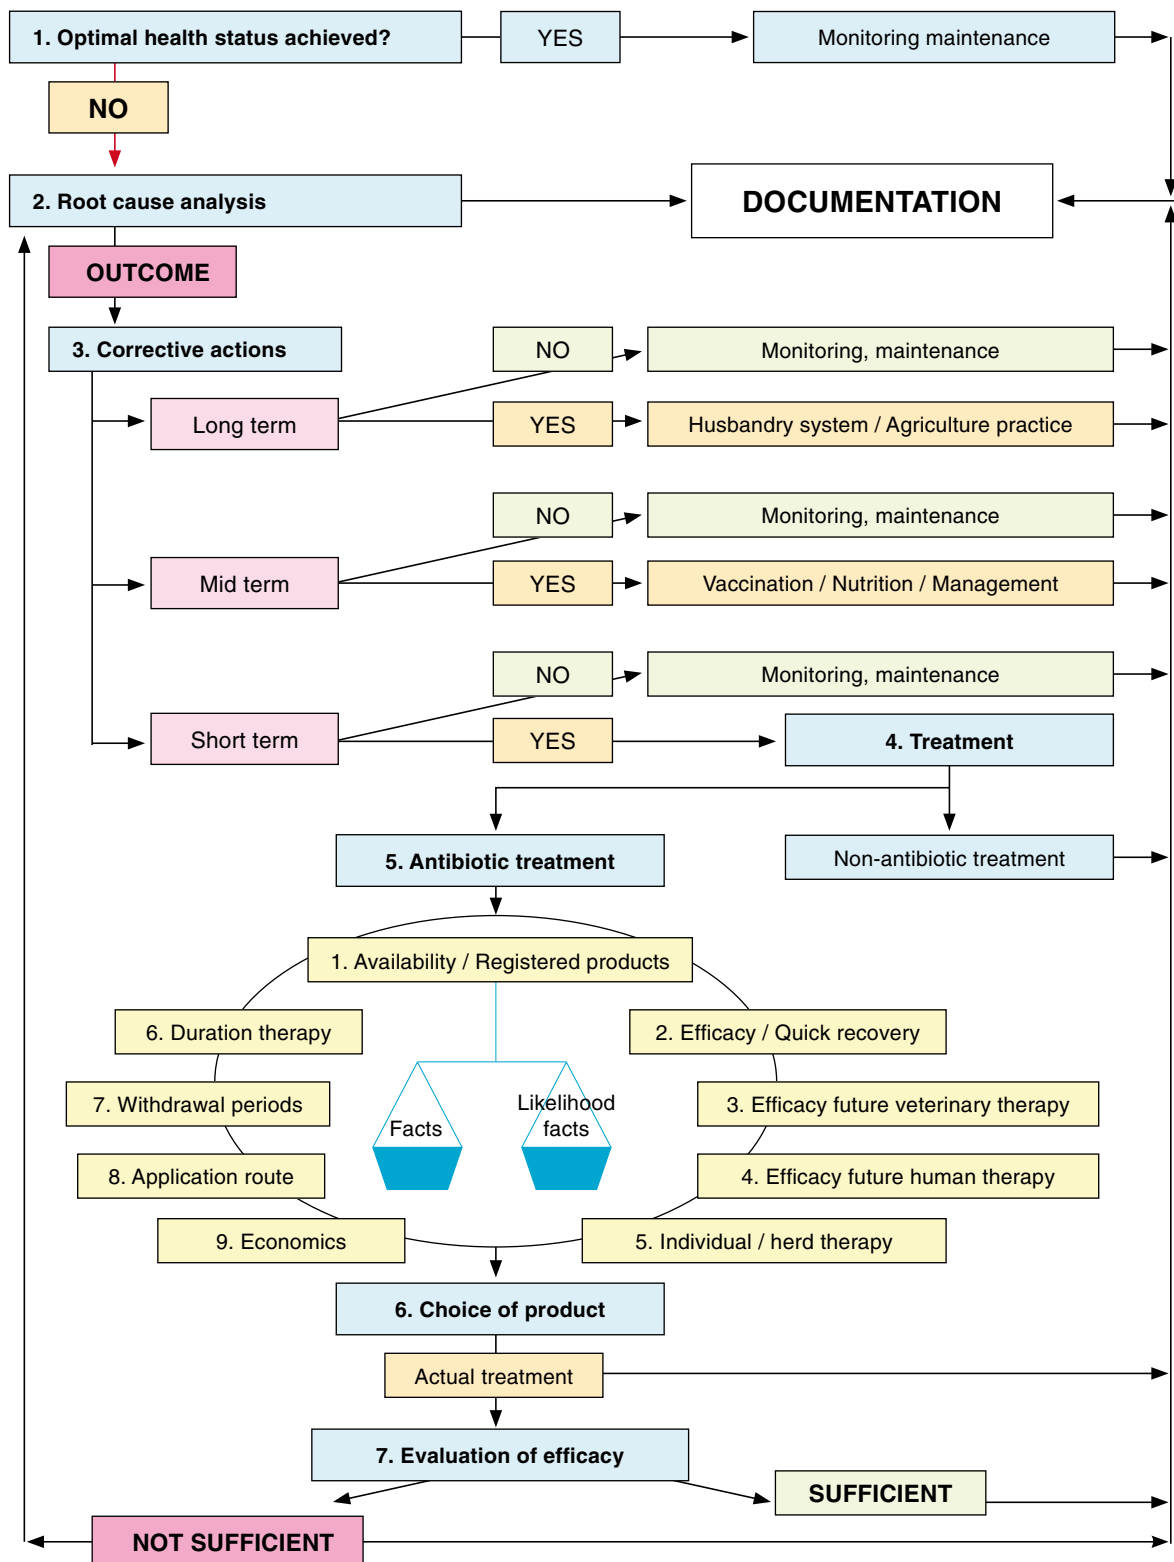 1. Optimal health status achieved?
YES
Monitoring maintenance
NO
2. Root cause analysis
DOCUMENTATION
OUTCOME
3. Corrective actions
NO
Monitoring, maintenance
Long term
YES
Husbandry system / Agriculture practice
NO
Monitoring, maintenance
Mid term
YES
Vaccination / Nutrition / Management
NO
Monitoring, maintenance
Short term
YES
4. Treatment
5. Antibiotic treatment
Non-antibiotic treatment
1. Availability / Registered products
6. Duration therapy
2. Efficacy / Quick recovery
7. Withdrawal periods
Facts
Likelihood
facts
3. Efficacy future veterinary therapy
8. Application route
4. Efficacy future human therapy
9. Economics
5. Individual / herd therapy
6. Choice of product
Actual treatment
7. Evaluation of efficacy
SUFFICIENT
NOT SUFFICIENT